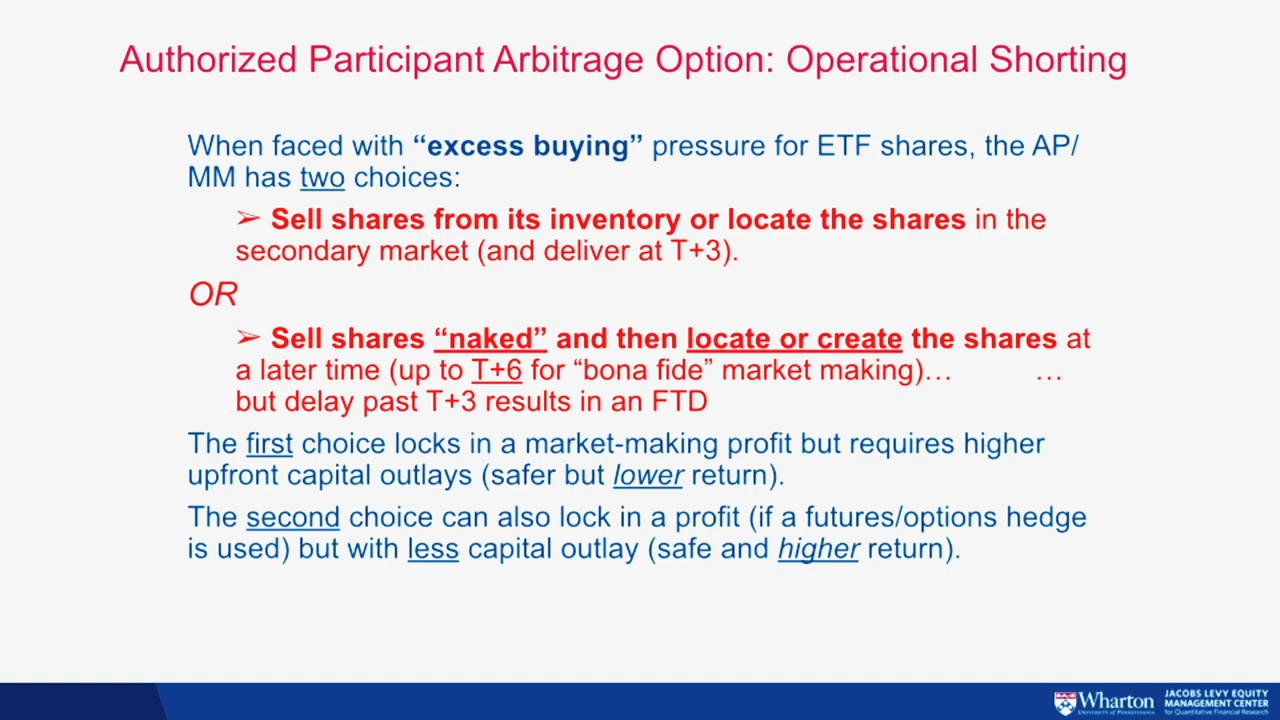 Authorized Participant Arbitrage Option: Operational Shorting
When faced with “excess buying” pressure for ETF shares, the AP/
MM has two choices:
➢ Sell shares from its inventory or locate the shares in the
secondary market (and deliver at T+3).
OR
➢ Sell shares “naked” and then locate or create the shares at
a later time (up to T+6 for “bona fide” market making)… …
but delay past T+3 results in an FTD
The first choice locks in a market-making profit but requires higher
upfront capital outlays (safer but lower return).
The second choice can also lock in a profit (if a futures/options hedge
is used) but with less capital outlay (safe and higher return).
Wharton
UNIVERSITY of PENNSYLVANIA
JACOBS LEVY EQUITY
MANAGEMENT CENTER
for Quantitative Financial Research